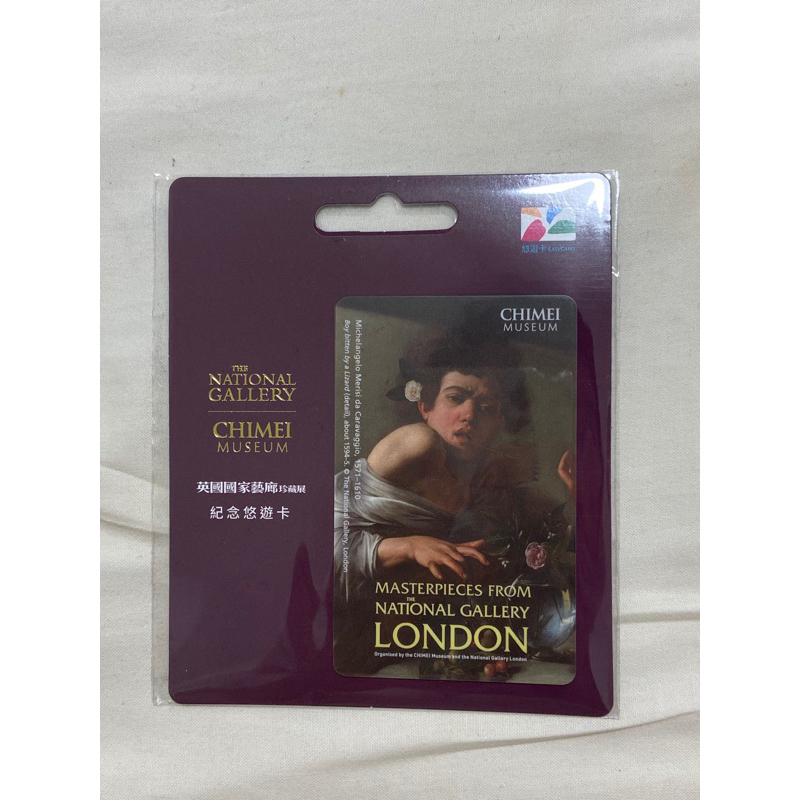 悠遊卡 EASYCARD
THE
NATIONAL
GALLERY
CHIMEI
MUSEUM
英國國家藝廊珍藏展
紀念悠遊卡
CHIMEI
MUSEUM
Michelangelo Merisi da Caravaggio, 1571–1610
Boy bitten by a Lizard (detail), about 1594-5. © The National Gallery, London
MASTERPIECES FROM
THE
NATIONAL GALLERY
LONDON
Organised by the CHIMEI Museum and the National Gallery London